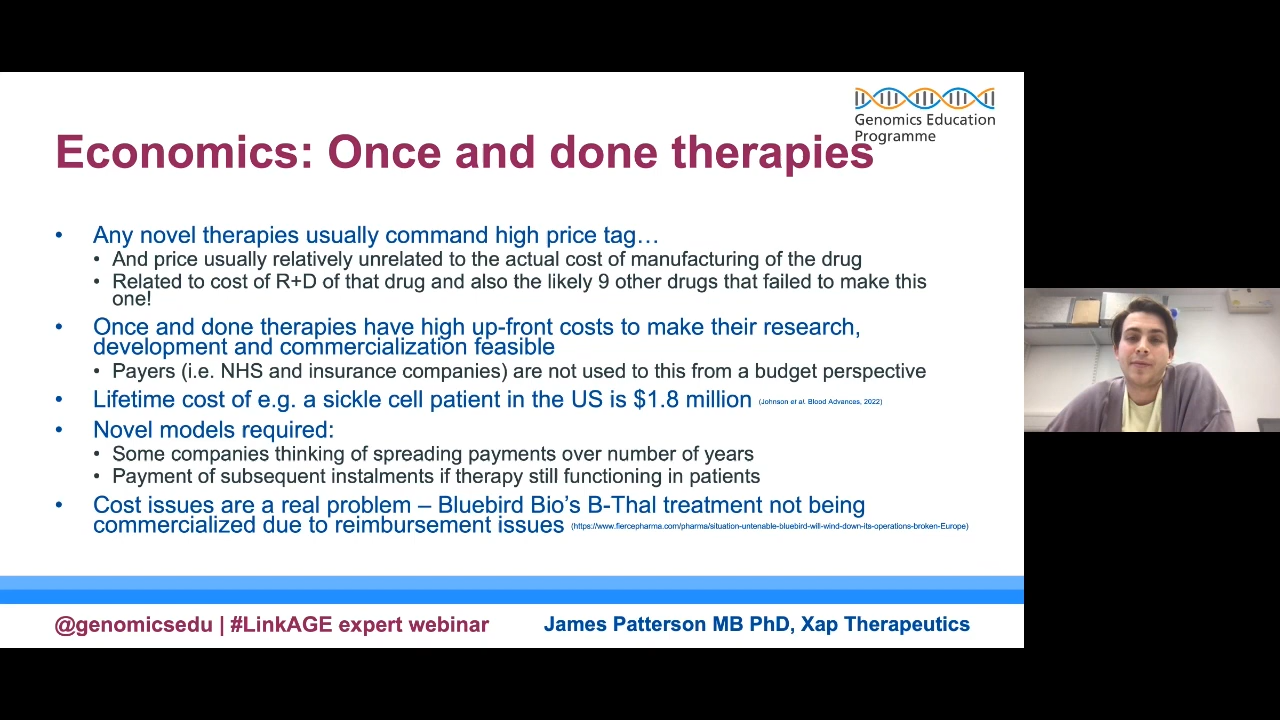 Genomics Education
Programme
Economics: Once and done therapies
• Any novel therapies usually command high price tag…
• And price usually relatively unrelated to the actual cost of manufacturing of the drug
• Related to cost of R+D of that drug and also the likely 9 other drugs that failed to make this
one!
• Once and done therapies have high up-front costs to make their research,
development and commercialization feasible
• Payers (i.e. NHS and insurance companies) are not used to this from a budget perspective
• Lifetime cost of e.g. a sickle cell patient in the US is $1.8 million (Johnson et al. Blood Advances, 2022)
• Novel models required:
• Some companies thinking of spreading payments over number of years
• Payment of subsequent instalments if therapy still functioning in patients
• Cost issues are a real problem – Bluebird Bio's B-Thal treatment not being
commercialized due to reimbursement issues (https://www.fiercepharma.com/pharma/situation-untenable-bluebird-will-wind-down-its-operations-broken-Europe)
@genomicsedu | #LinkAGE expert webinar
James Patterson MB PhD, Xap Therapeutics